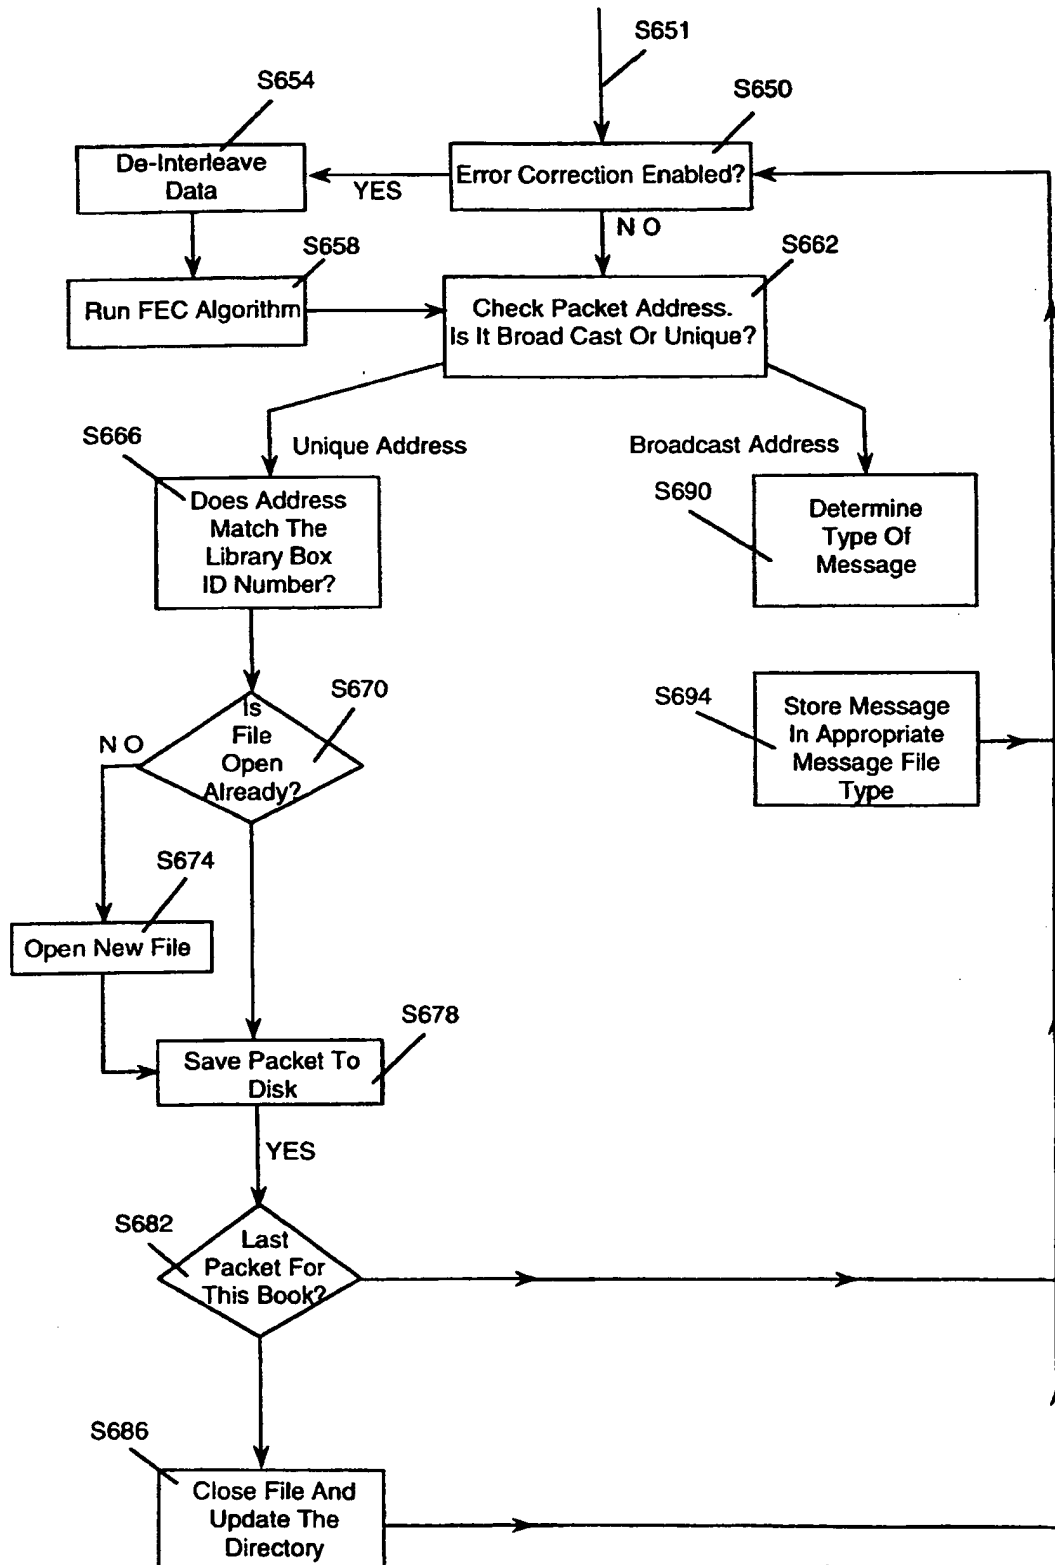 S651
S654
S650
De-Interleave
Data
YES
Error Correction Enabled?
NO
S658
S662
Run FEC Algorithm
Check Packet Address.
Is It Broad Cast Or Unique?
S666
Unique Address
Broadcast Address
Does Address
Match The
Library Box
ID Number?
S690
Determine
Type Of
Message
S670
Is
File
Open
Already?
NO
S694
Store Message
In Appropriate
Message File
Type
S674
Open New File
S678
Save Packet To
Disk
YES
S682
Last
Packet For
This Book?
S686
Close File And
Update The
Directory